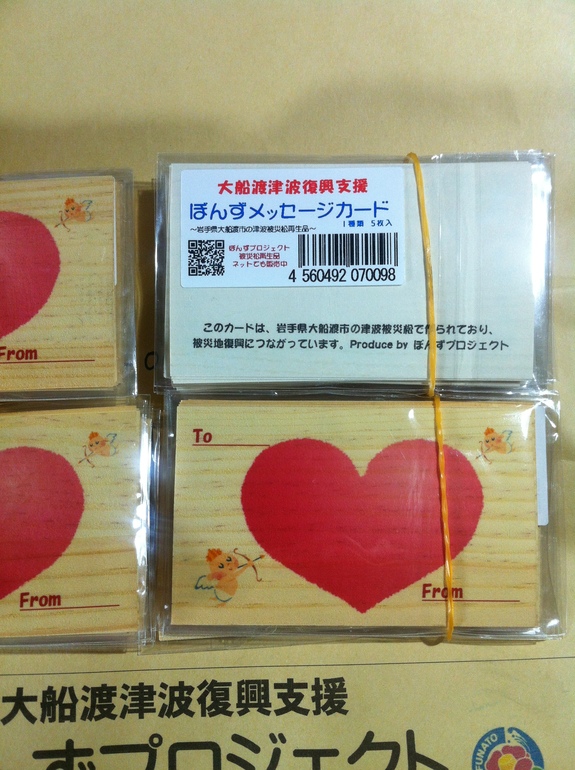 大船渡津波復興支援
ぼんずメッセージカード
1種類 5枚入
～岩手県大船渡市の津波被災松再生品～
ぼんずプロジェクト
被災松再生品
ネットでも販売中
4 560492 070098
このカードは、岩手県大船渡市の津波被災松で作られており、
被災地復興につながっています。Produce by ぼんずプロジェクト
From
To
From
From
大船渡津波復興支援
ずプロジェクト
UNATO